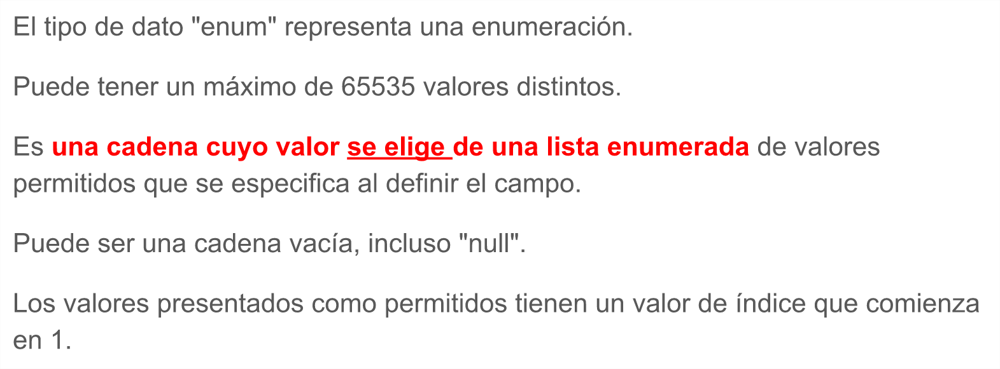 El tipo de dato "enum" representa una enumeración.
Puede tener un máximo de 65535 valores distintos.
Es una cadena cuyo valor se elige de una lista enumerada de valores
permitidos que se especifica al definir el campo.
Puede ser una cadena vacía, incluso "null".
Los valores presentados como permitidos tienen un valor de índice que comienza
en 1.